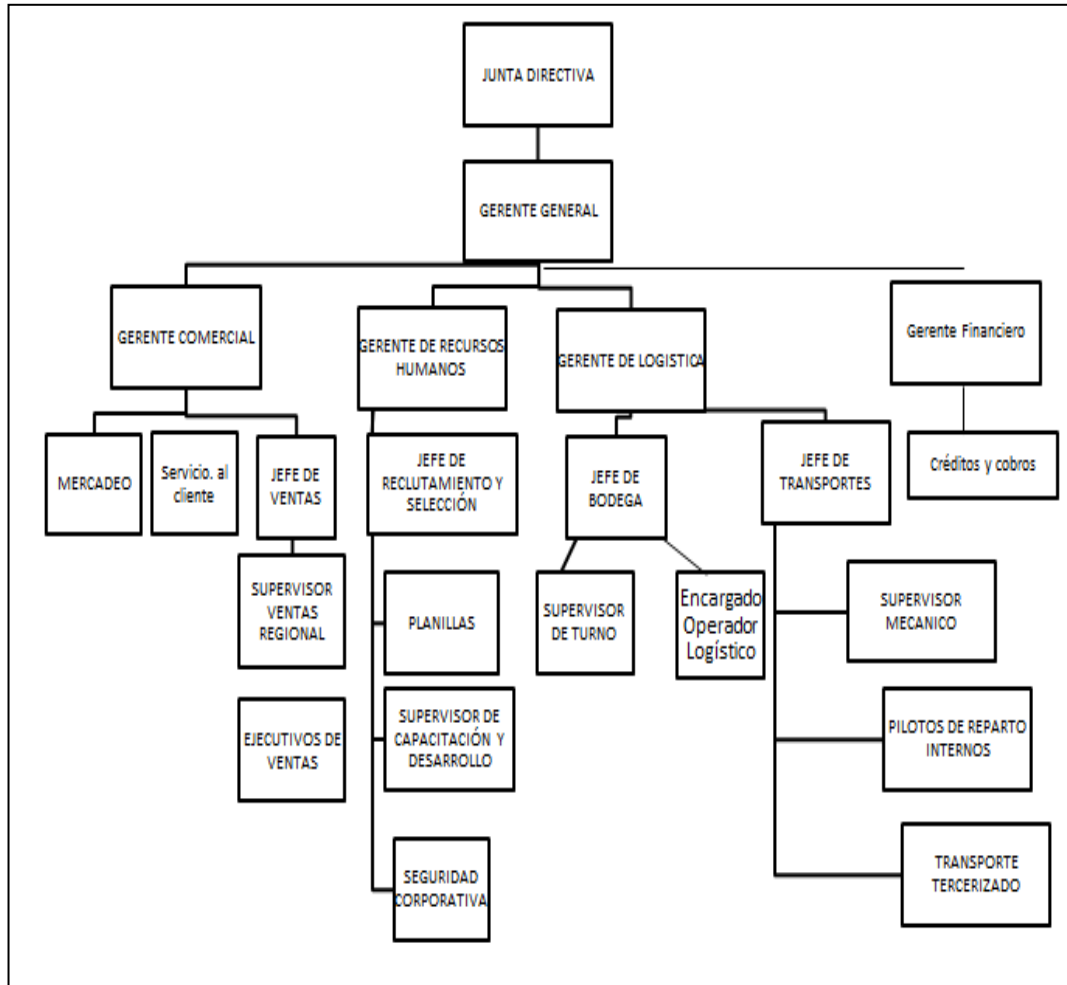 JUNTA DIRECTIVA
GERENTE GENERAL
GERENTE COMERCIAL
GERENTE DE RECURSOS
HUMANOS
GERENTE DE LOGISTICA
Gerente Financiero
MERCADEO
Servicio. al
cliente
JEFE DE
VENTAS
JEFE DE
RECLUTAMIENTO Y
SELECCIÓN
JEFE DE
BODEGA
JEFE DE
TRANSPORTES
Créditos y cobros
SUPERVISOR
VENTAS
REGIONAL
PLANILLAS
SUPERVISOR
DE TURNO
Encargado
Operador
Logístico
SUPERVISOR
MECANICO
EJECUTIVOS DE
VENTAS
SUPERVISOR DE
CAPACITACIÓN Y
DESARROLLO
PILOTOS DE REPARTO
INTERNOS
SEGURIDAD
CORPORATIVA
TRANSPORTE
TERCERIZADO